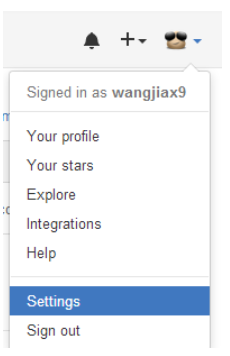 Signed in as wangjiax9
Your profile
Your stars
Explore
Integrations
Help
Settings
Sign out